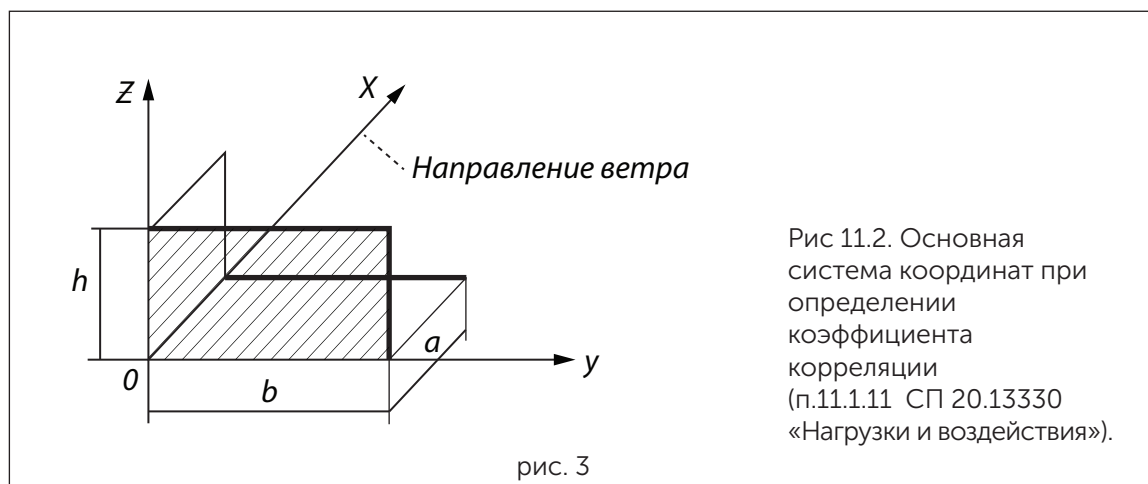 Z
X
Направление ветра
h
a
0
b
y
Рис 11.2. Основная
система координат при
определении
коэффициента
корреляции
(п.11.1.11 СП 20.13330
«Нагрузки и воздействия»).
рис. 3